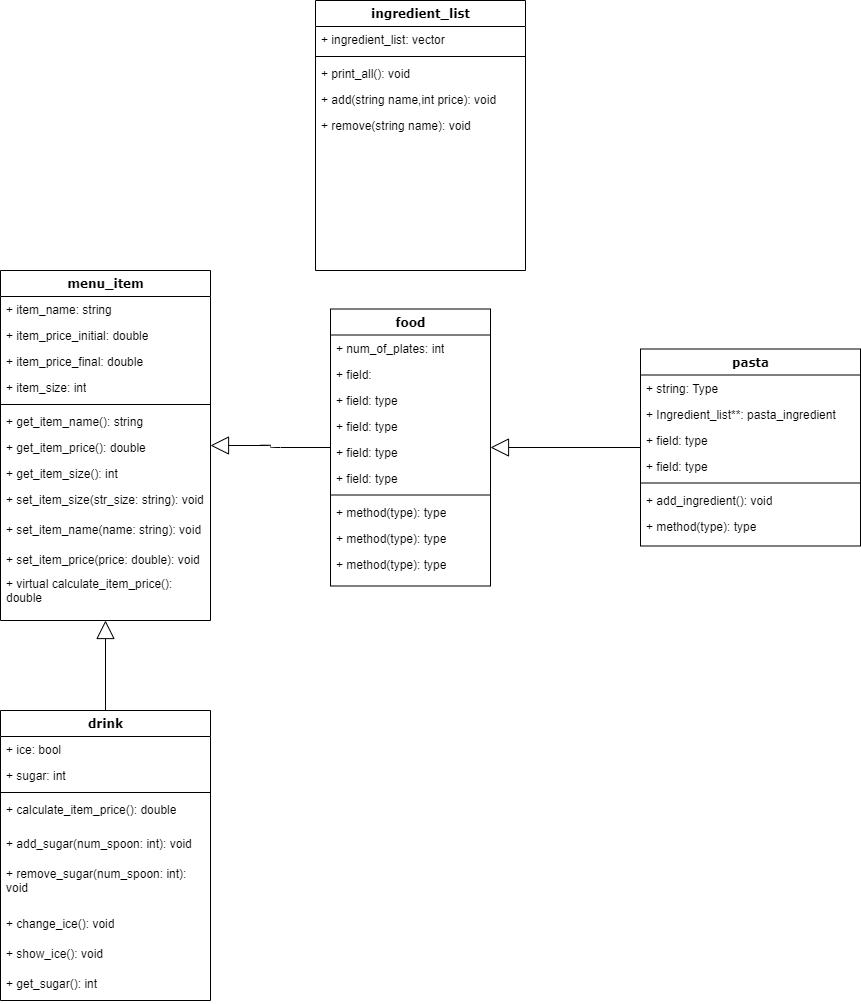 ingredient_list
+ ingredient_list: vector
+ print_all(): void
+ add(string name,int price): void
+ remove(string name): void
menu_item
+ item_name: string
+ item_price_initial: double
+ item_price_final: double
+ item_size: int
+ get_item_name(): string
+ get_item_price(): double
+ get_item_size(): int
+ set_item_size(str_size: string): void
+ set_item_name(name: string): void
+ set_item_price(price: double): void
+ virtual calculate_item_price():
double
food
+ num_of_plates: int
+ field:
+ field: type
+ field: type
+ field: type
+ field: type
+ method(type): type
+ method(type): type
+ method(type): type
pasta
+ string: Type
+ Ingredient_list**: pasta_ingredient
+ field: type
+ field: type
+ add_ingredient(): void
+ method(type): type
drink
+ ice: bool
+ sugar: int
+ calculate_item_price(): double
+ add_sugar(num_spoon: int): void
+ remove_sugar(num_spoon: int):
void
+ change_ice(): void
+ show_ice(): void
+ get_sugar(): int